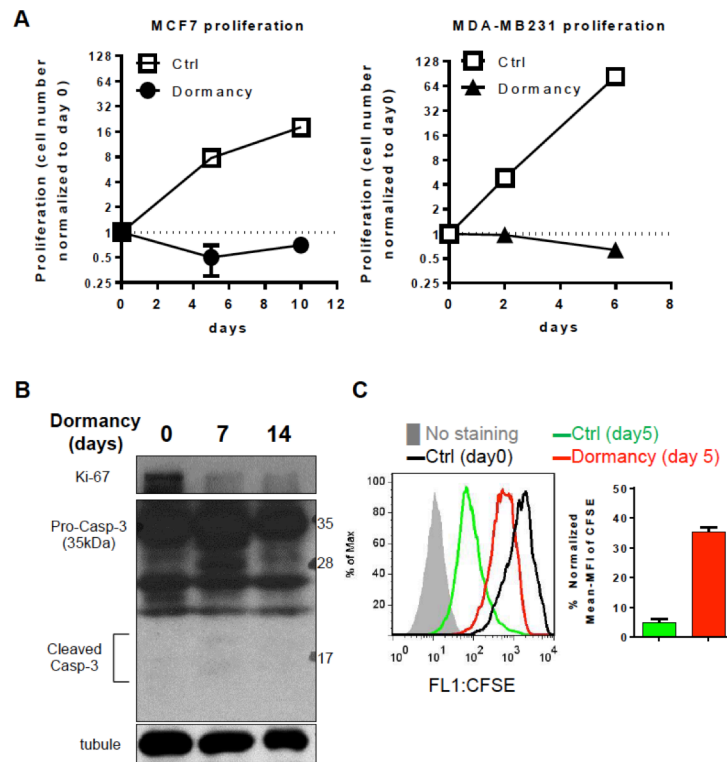 A
MCF7 proliferation
Proliferation (cell number
normalized to day 0)
128
64
32
16
8
4
2
1
0.5
0.25
Ctrl
Dormancy
0 2 4 6 8 10 12
days
MDA-MB231 proliferation
Proliferation (cell number
normalized to day0)
128
64
32
16
8
4
2
1
0.5
0.25
Ctrl
Dormancy
0 2 4 6 8
days
B
Dormancy
(days)
0 7 14
Ki-67
Pro-Casp-3
(35kDa)
35
28
Cleaved
Casp-3
17
tubule
C
No staining
Ctrl (day5)
Ctrl (day0)
Dormancy (day 5)
% of Max
100
80
60
40
20
10^0 10^1 10^2 10^3 10^4
FL1:CFSE
% Normalized
Mean-MFI of CFSE
50
40
30
20
10
0